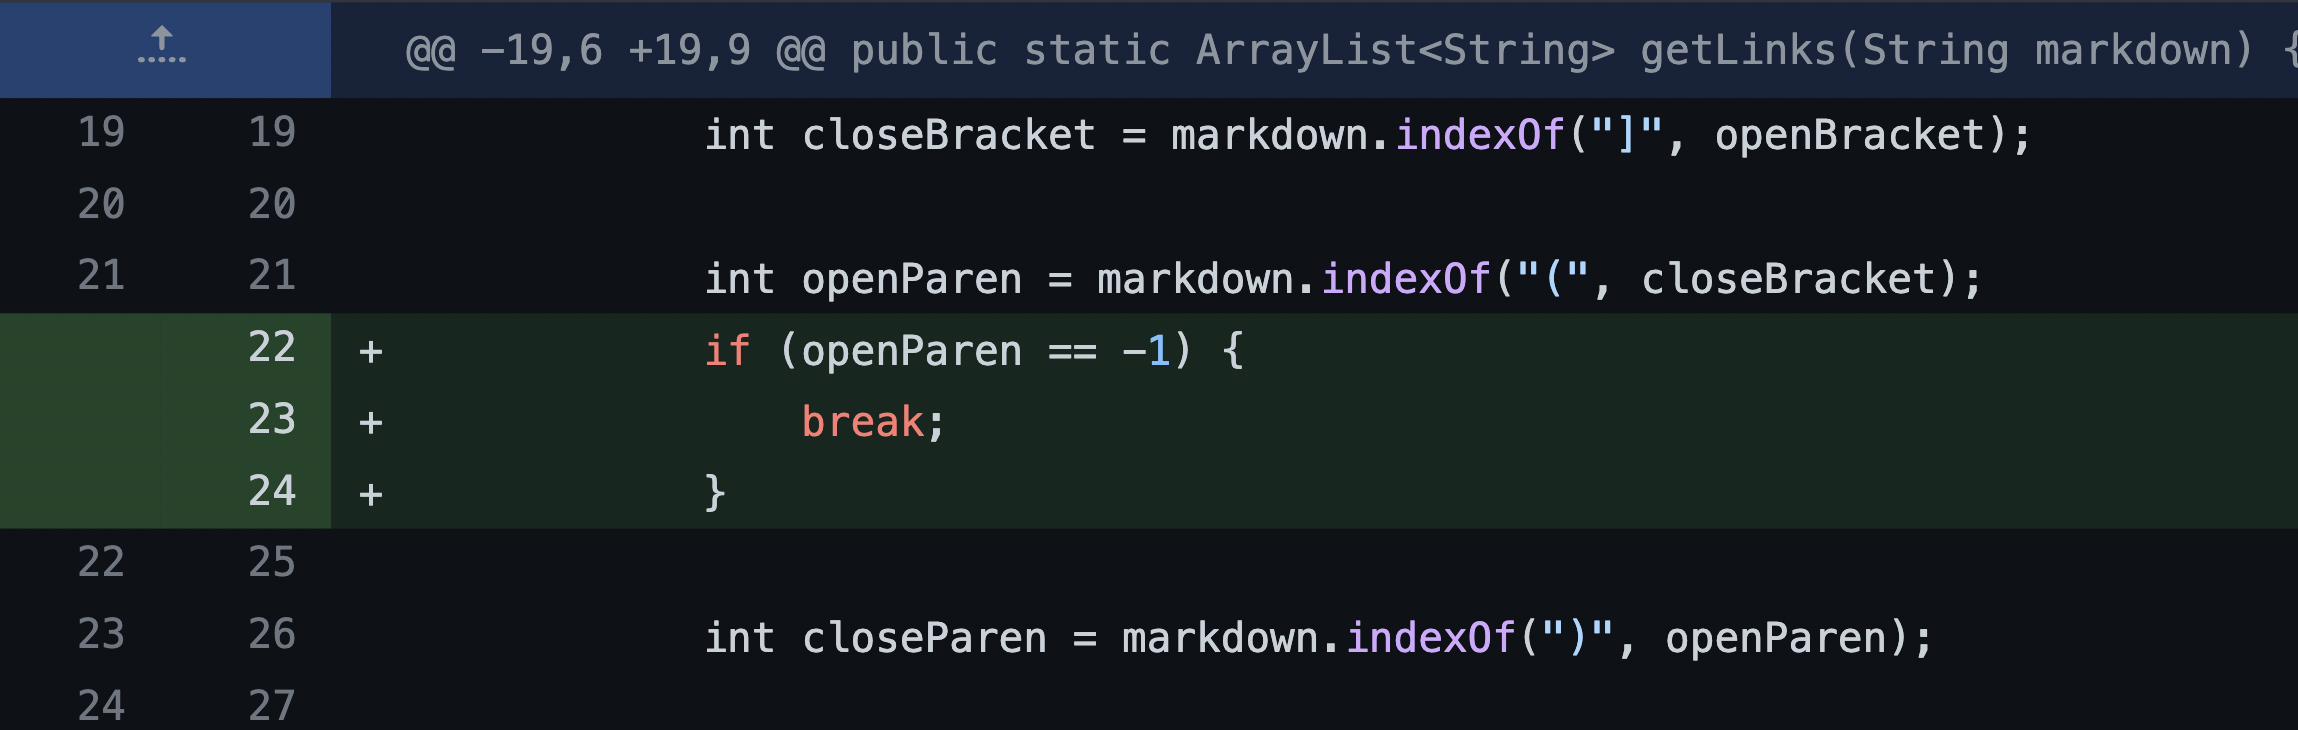 @@ -19,6 +19,9 @@ public static ArrayList<String> getLinks(String markdown) {
19 19 int closeBracket = markdown.indexOf("]", openBracket);
20 20
21 21 int openParen = markdown.indexOf("(", closeBracket);
22 + if (openParen == -1) {
23 + break;
24 + }
22 25
23 26 int closeParen = markdown.indexOf(")", openParen);
24 27